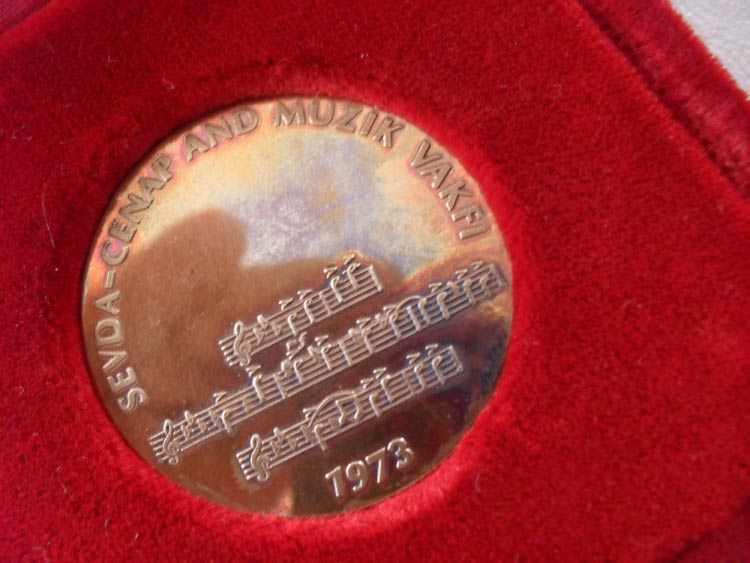 SEVDA-CENAP AND MÜZİK VAKFI
1973